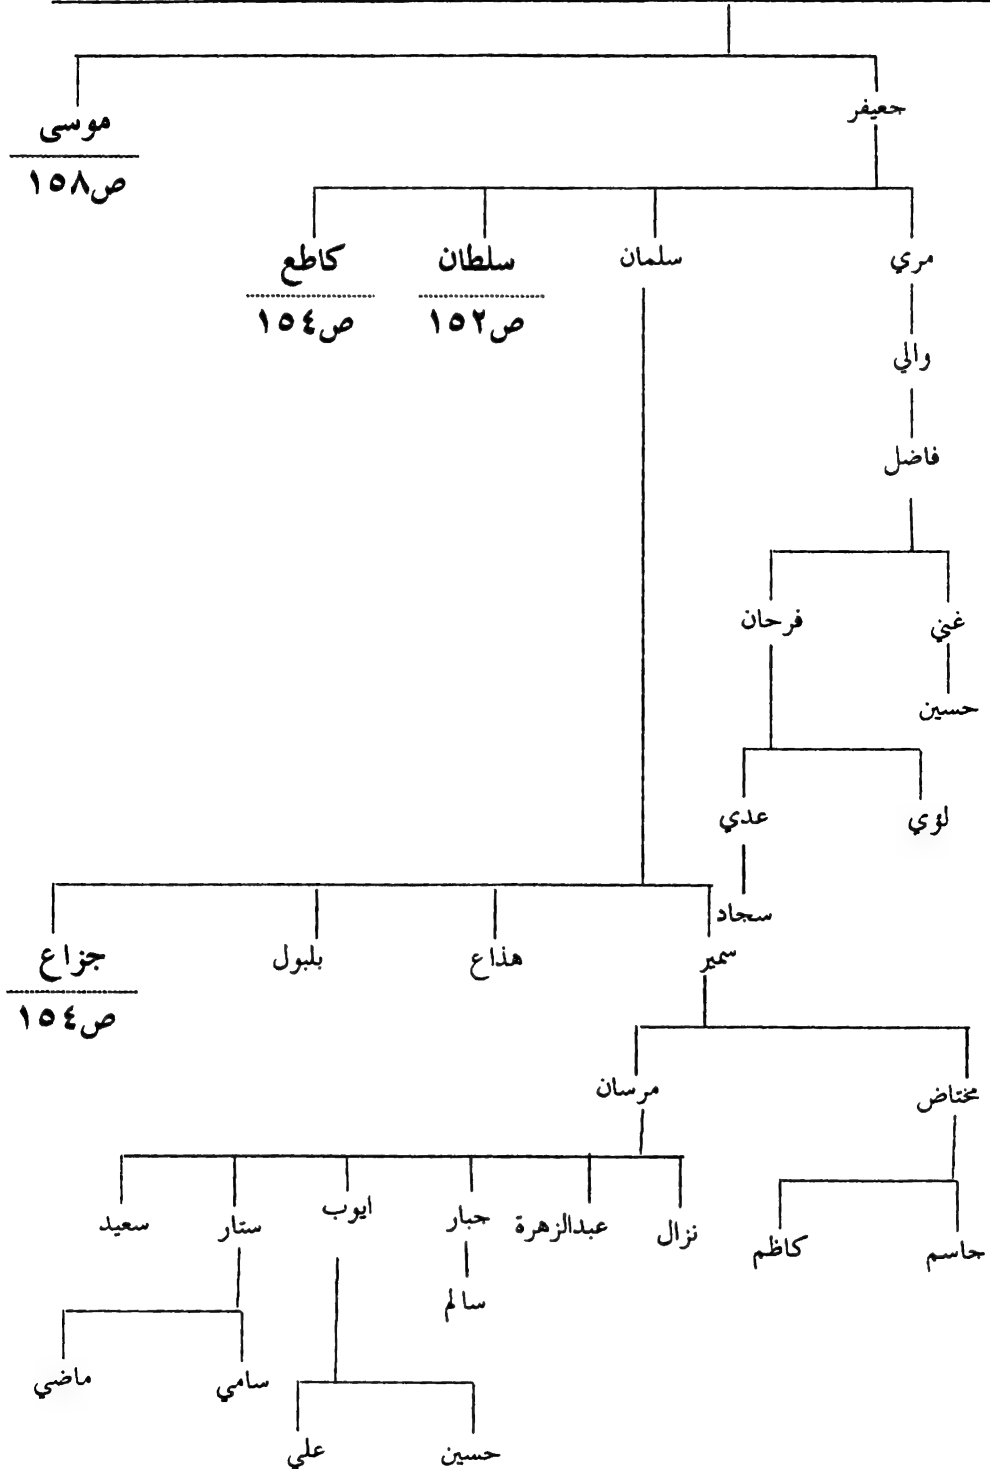 جعيفر
موسى
ص١٥٨
مري
سلمان
سلطان
كاطع
ص١٥٢
ص١٥٤
والي
فاضل
غني
فرحان
حسين
لؤي
عدي
سجاد
سمير
هذاع
بلبول
جزاع
ص١٥٤
مختاض
مرسان
نزال
عبدالزهرة
جبار
ايوب
ستار
سعيد
جاسم
كاظم
سالم
سامي
ماضي
حسين
علي